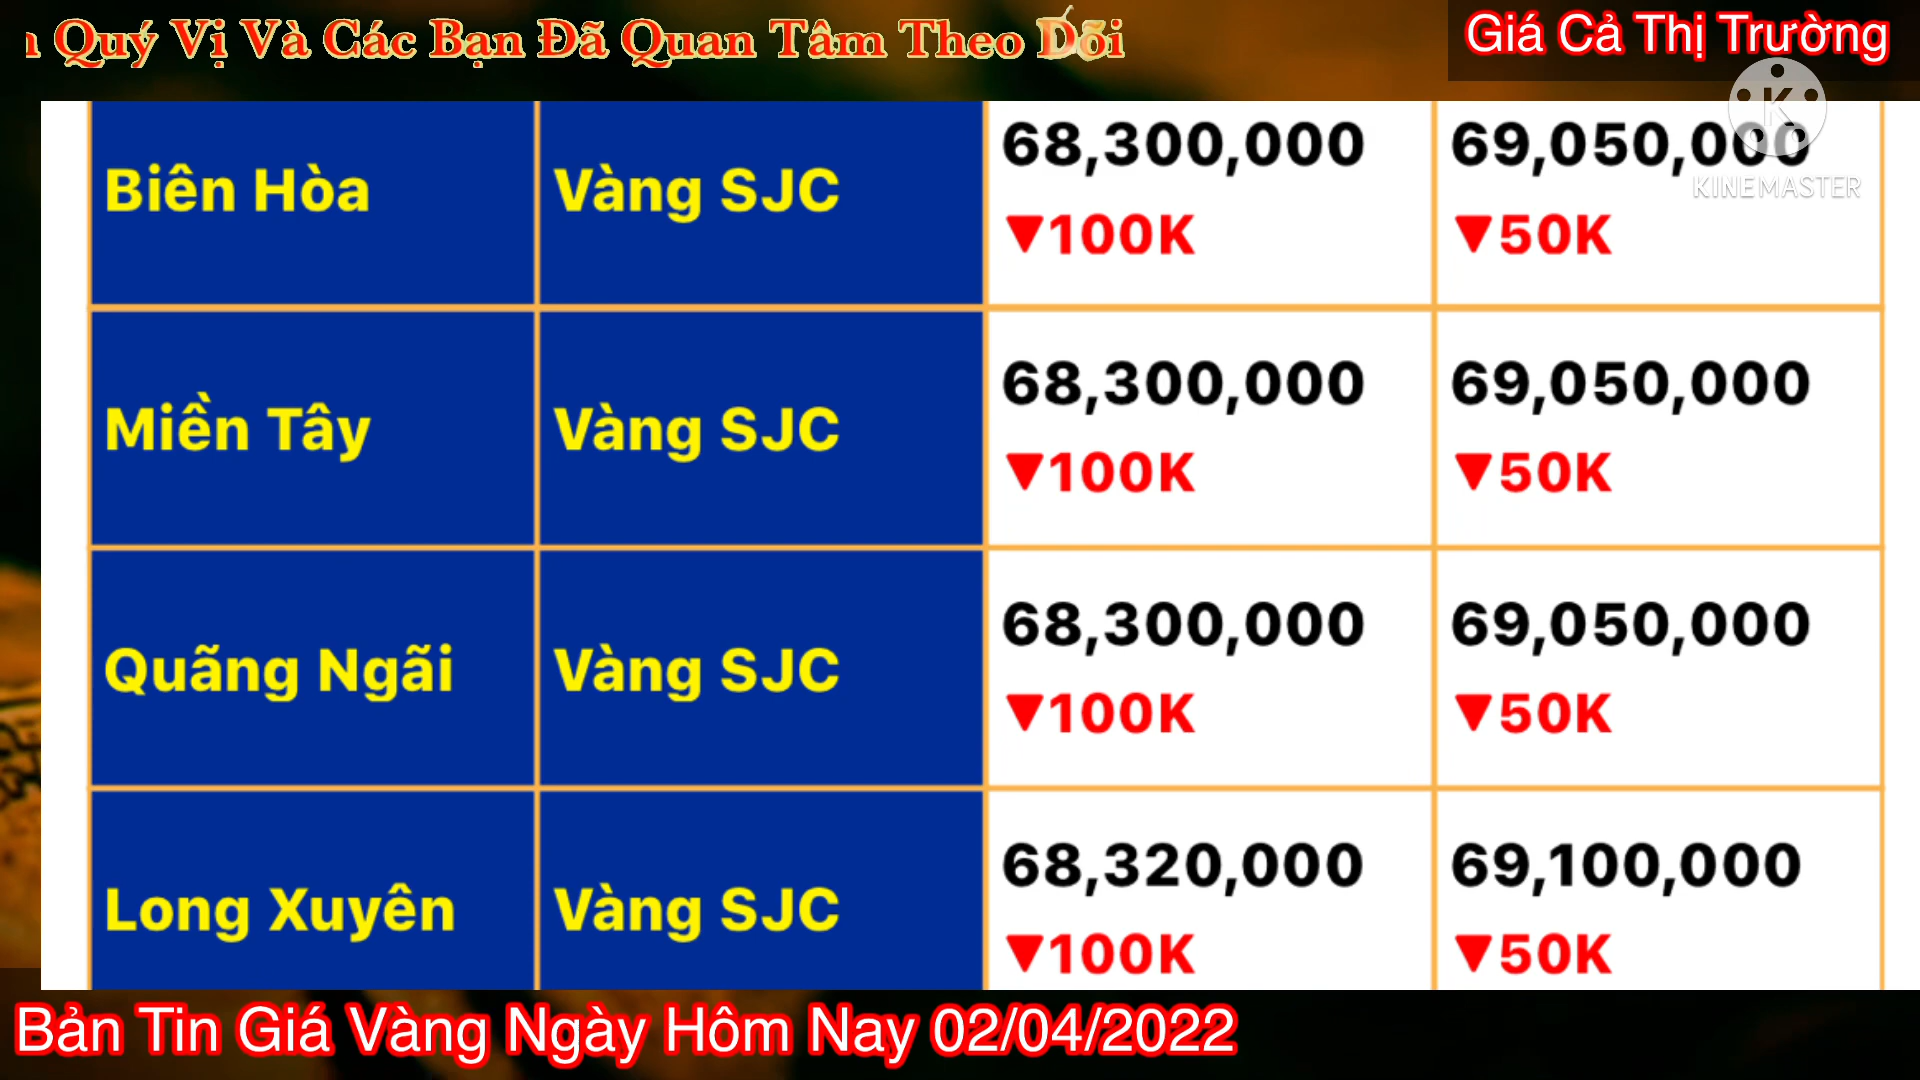 Quý Vị Và Các Bạn Đã Quan Tâm Theo Dõi
Giá Cả Thị Trường
KINEMASTER
Biên Hòa Vàng SJC 68,300,000 69,050,000
▼100K ▼50K
Miền Tây Vàng SJC 68,300,000 69,050,000
▼100K ▼50K
Quãng Ngãi Vàng SJC 68,300,000 69,050,000
▼100K ▼50K
Long Xuyên Vàng SJC 68,320,000 69,100,000
▼100K ▼50K
Bản Tin Giá Vàng Ngày Hôm Nay 02/04/2022